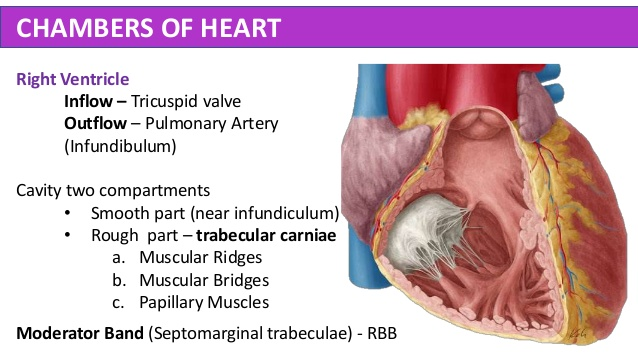 CHAMBERS OF HEART
Right Ventricle
Inflow – Tricuspid valve
Outflow – Pulmonary Artery
(Infundibulum)
Cavity two compartments
• Smooth part (near infundiculum)
• Rough part – trabecular carniae
a. Muscular Ridges
b. Muscular Bridges
c. Papillary Muscles
Moderator Band (Septomarginal trabeculae) - RBB